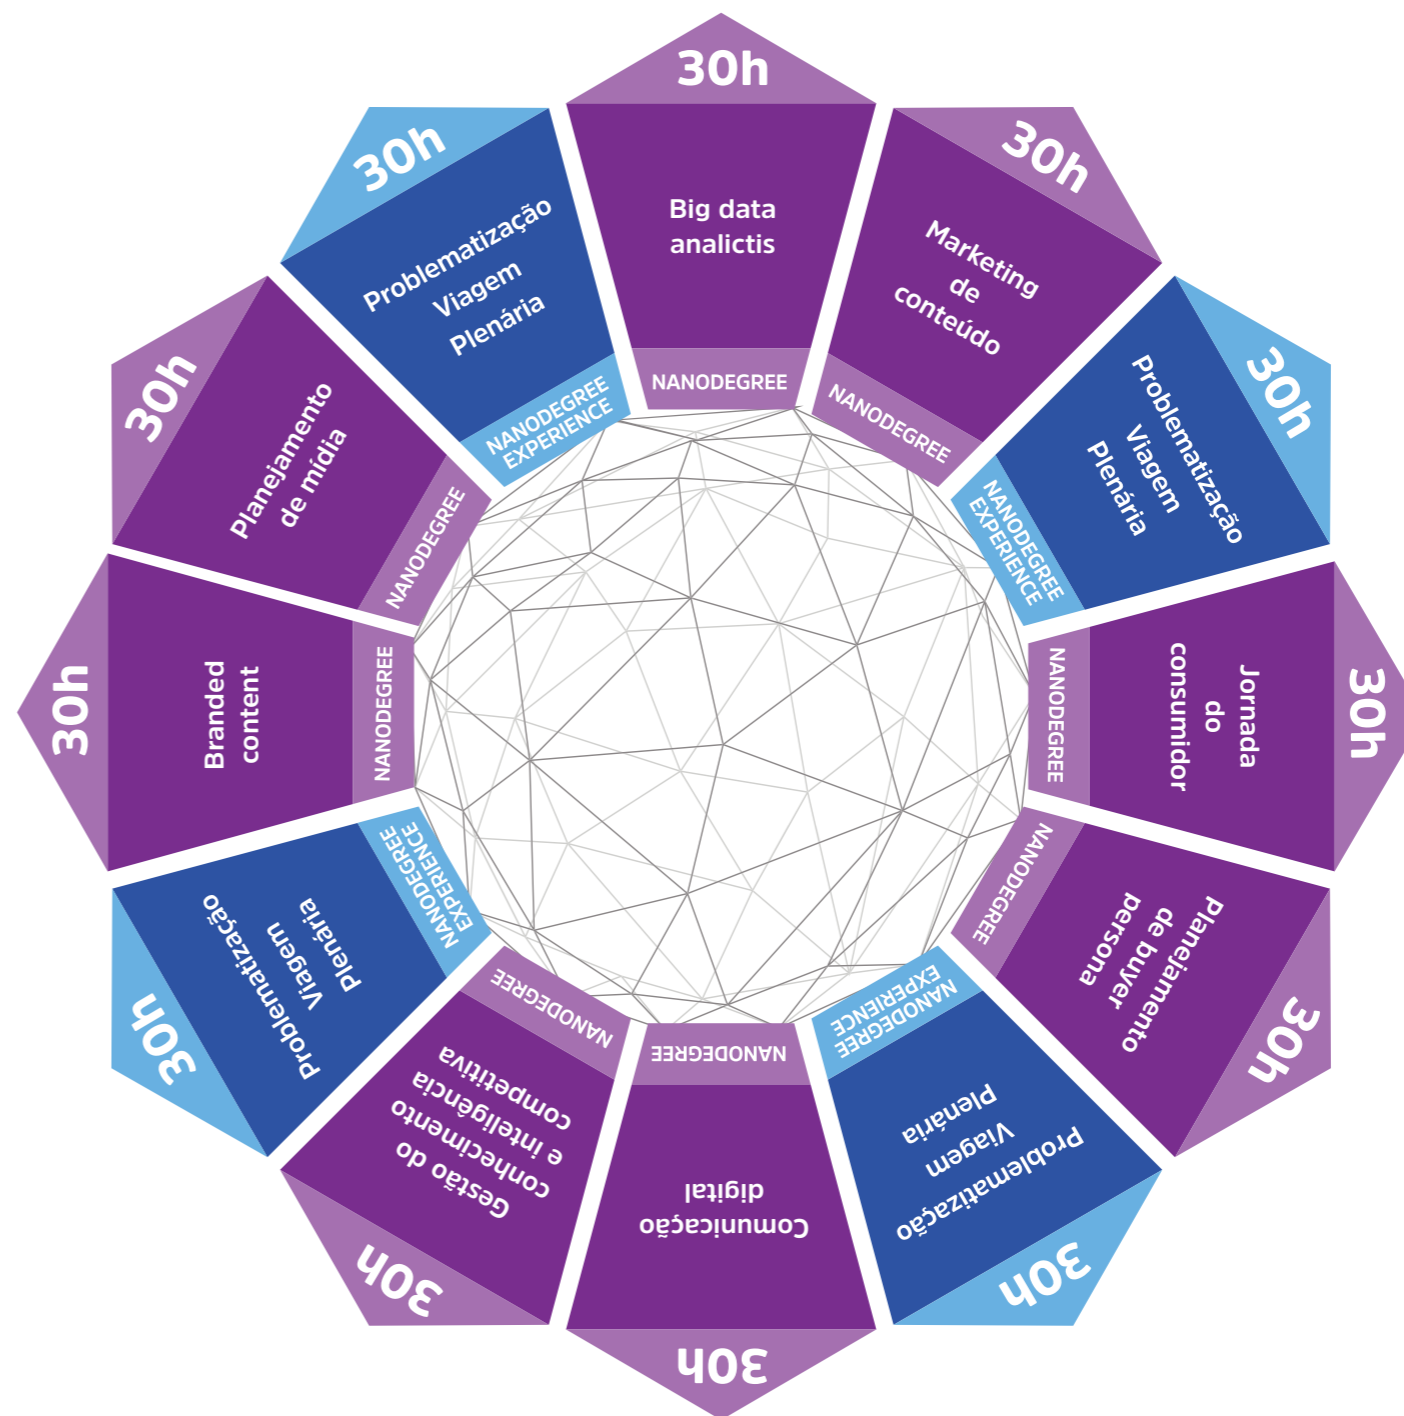 30h
Big data
analictis
NANODEGREE
30h
Marketing
de
conteúdo
NANODEGREE
30h
Problematização
Viagem
Plenária
NANODEGREE
EXPERIENCE
30h
Jornada
do
consumidor
NANODEGREE
30h
Planejamento
de buyer
persona
NANODEGREE
30h
Problematização
Viagem
Plenária
NANODEGREE
EXPERIENCE
30h
Comunicação
digital
NANODEGREE
30h
Gestão do
conhecimento
e inteligência
competitiva
NANODEGREE
30h
Problematização
Viagem
Plenária
NANODEGREE
EXPERIENCE
30h
Branded
content
NANODEGREE
30h
Planejamento
de mídia
NANODEGREE
30h
Problematização
Viagem
Plenária
NANODEGREE
EXPERIENCE